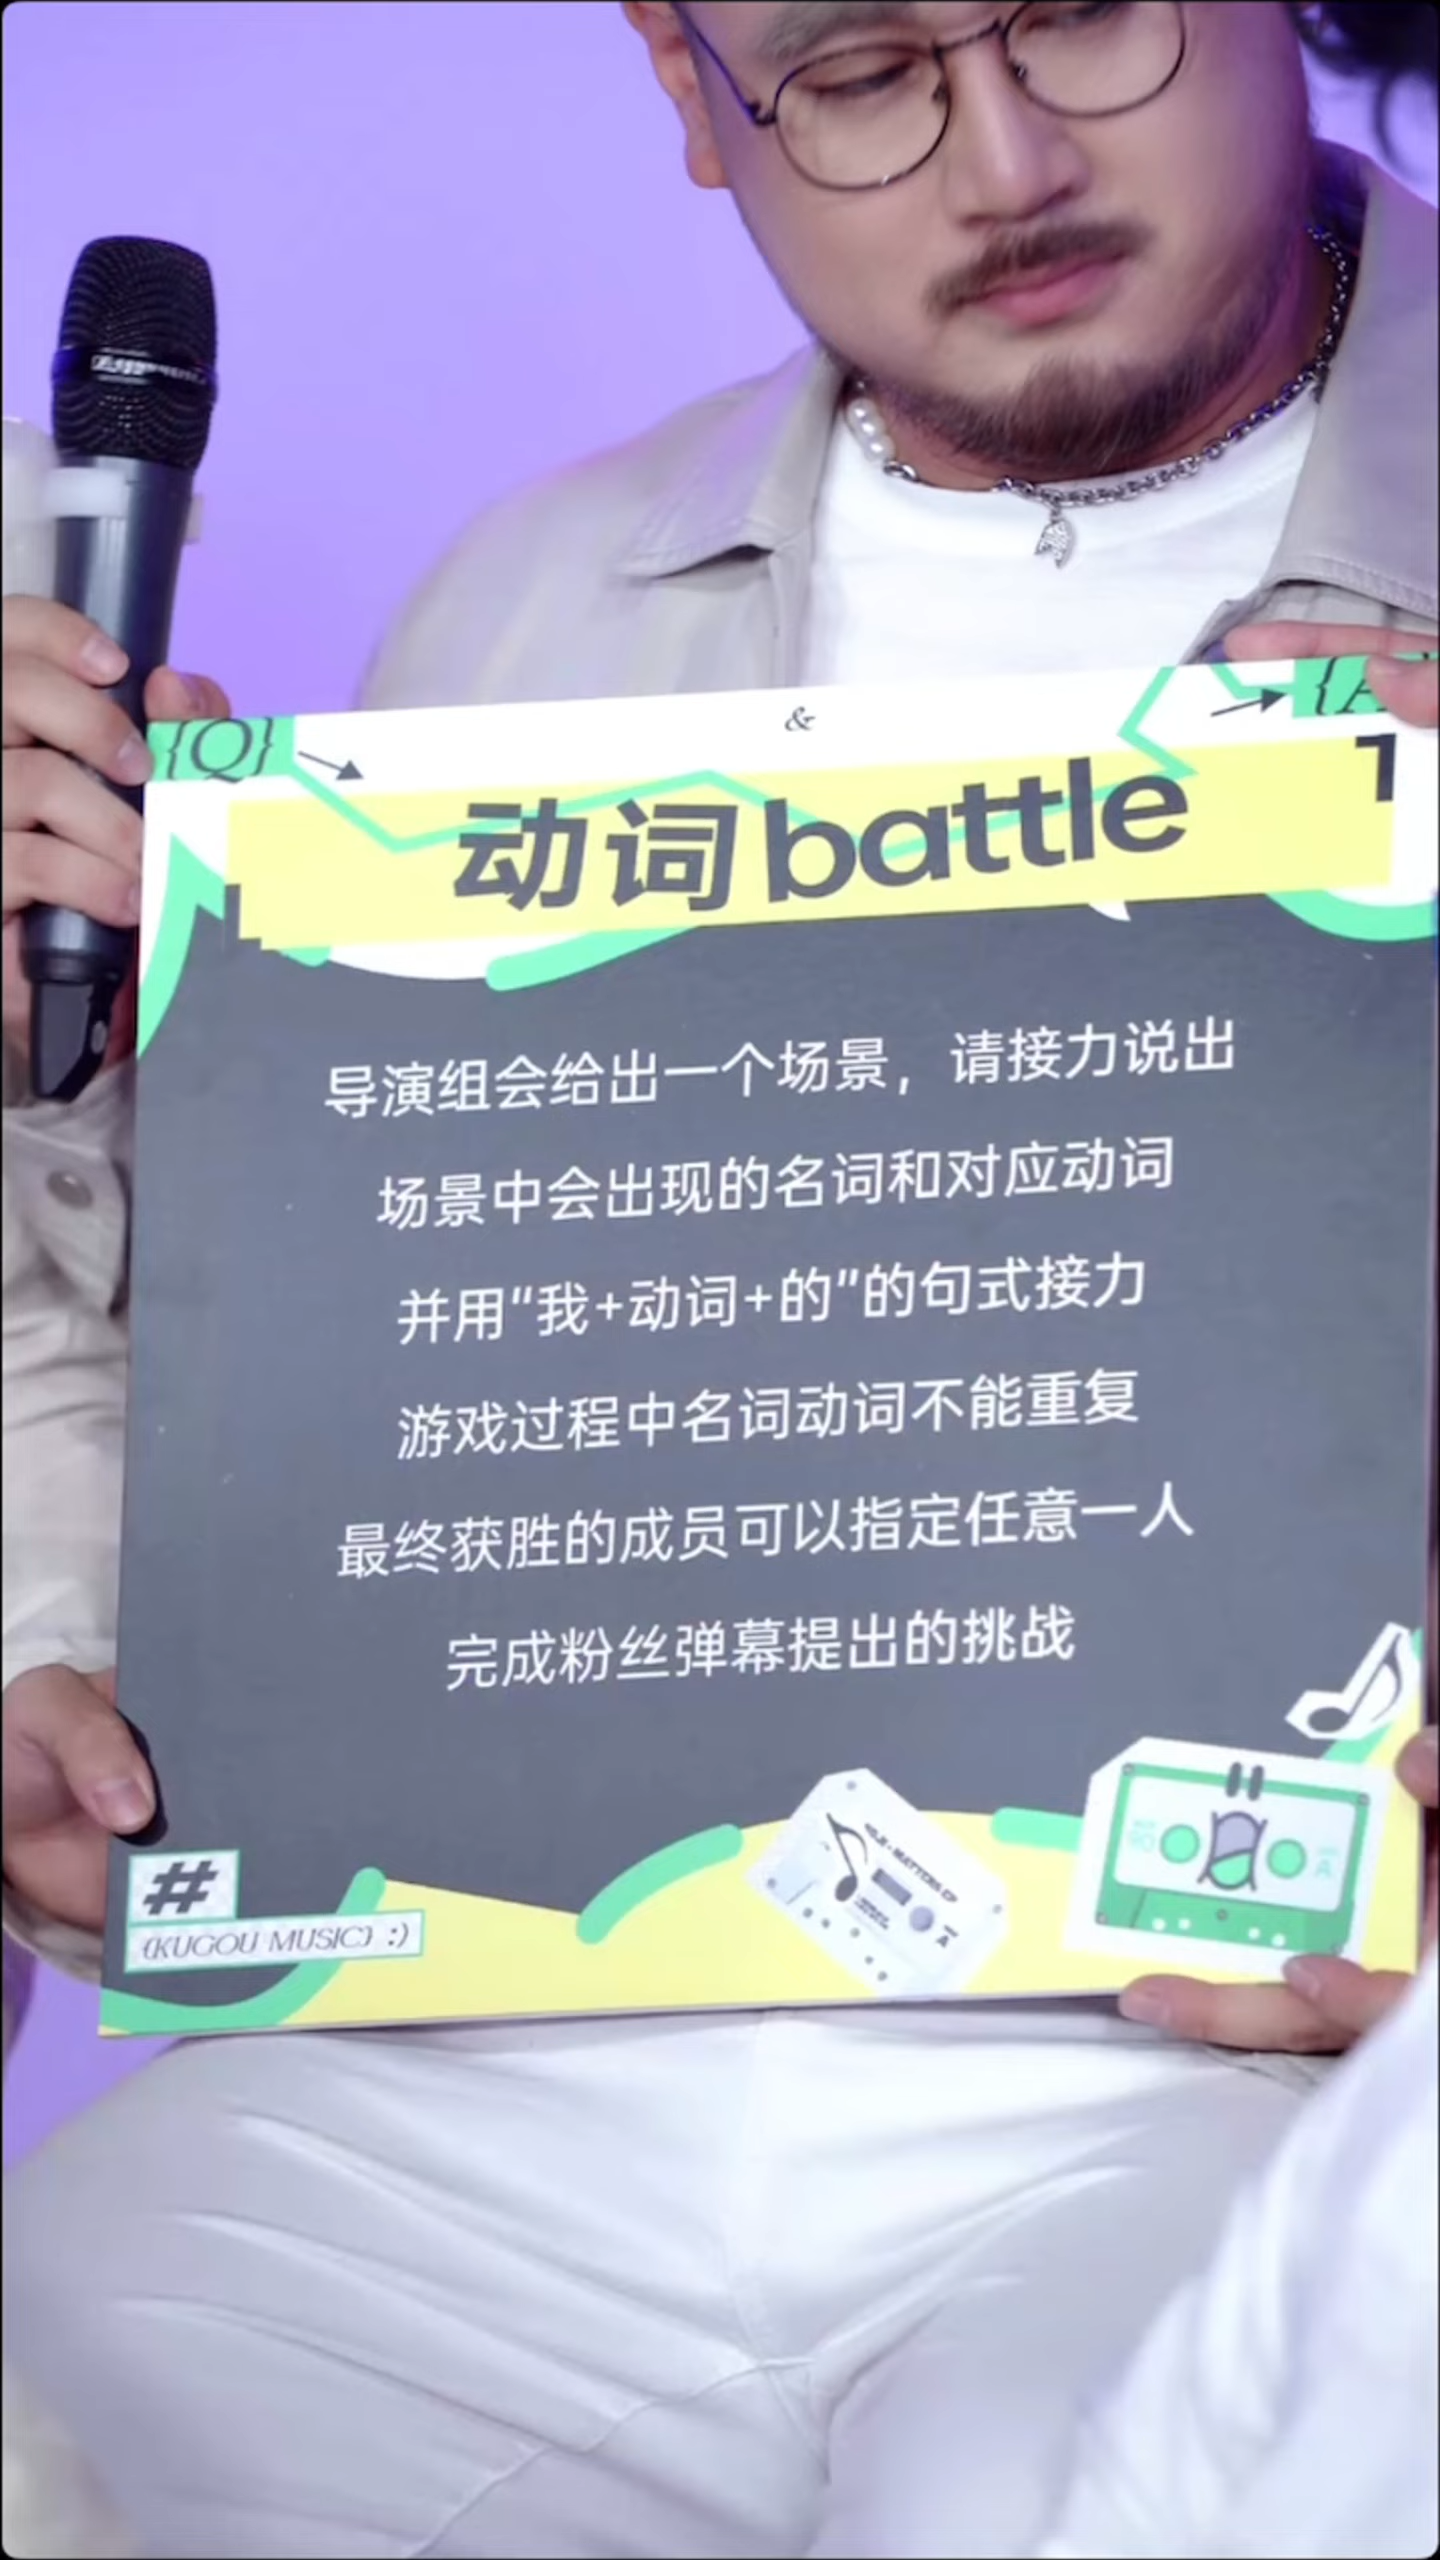 {Q}
&
{A
动词battle
导演组会给出一个场景，请接力说出
场景中会出现的名词和对应动词
并用“我+动词+的”的句式接力
游戏过程中名词动词不能重复
最终获胜的成员可以指定任意一人
完成粉丝弹幕提出的挑战
#
{KUGOU MUSIC} :)
A
A